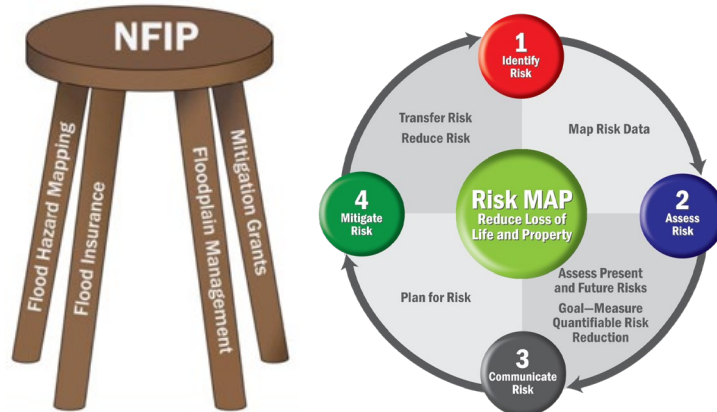 NFIP
Flood Hazard Mapping
Flood Insurance
Floodplain Management
Mitigation Grants
1
Identify
Risk
Transfer Risk
Reduce Risk
Map Risk Data
4
Mitigate
Risk
Risk MAP
Reduce Loss of
Life and Property
2
Assess
Risk
Plan for Risk
Assess Present
and Future Risks
Goal—Measure
Quantifiable Risk
Reduction
3
Communicate
Risk